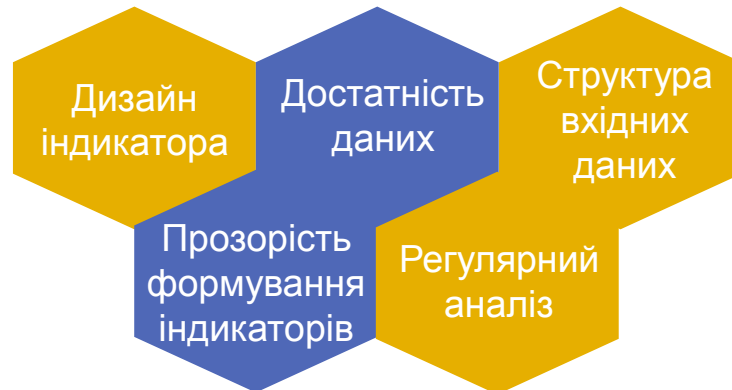 Дизайн
індикатора
Достатність
даних
Структура
вхідних
даних
Прозорість
формування
індикаторів
Регулярний
аналіз